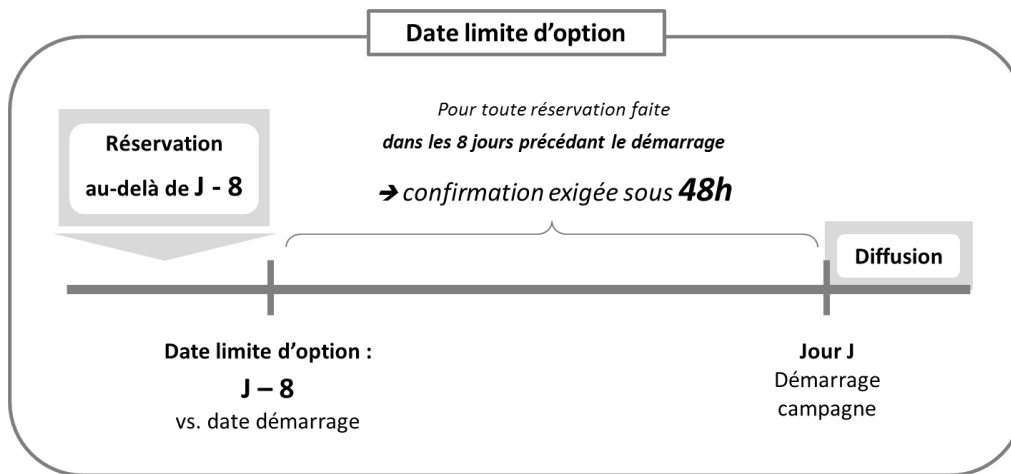 Date limite d’option
Réservation
au-delà de J - 8
Pour toute réservation faite
dans les 8 jours précédant le démarrage
➔ confirmation exigée sous 48h
Diffusion
Date limite d’option :
J – 8
vs. date démarrage
Jour J
Démarrage
campagne